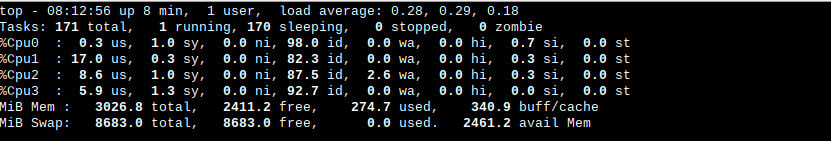 top - 08:12:56 up 8 min,  1 user,  load average: 0.28, 0.29, 0.18
Tasks: 171 total,   1 running, 170 sleeping,   0 stopped,   0 zombie
%Cpu0  :  0.3 us,  1.0 sy,  0.0 ni, 98.0 id,  0.0 wa,  0.0 hi,  0.7 si,  0.0 st
%Cpu1  : 17.0 us,  0.3 sy,  0.0 ni, 82.3 id,  0.0 wa,  0.0 hi,  0.3 si,  0.0 st
%Cpu2  :  8.6 us,  1.0 sy,  0.0 ni, 87.5 id,  2.6 wa,  0.0 hi,  0.3 si,  0.0 st
%Cpu3  :  5.9 us,  1.3 sy,  0.0 ni, 92.7 id,  0.0 wa,  0.0 hi,  0.0 si,  0.0 st
MiB Mem :   3026.8 total,   2411.2 free,    274.7 used,    340.9 buff/cache
MiB Swap:   8683.0 total,   8683.0 free,      0.0 used.   2461.2 avail Mem